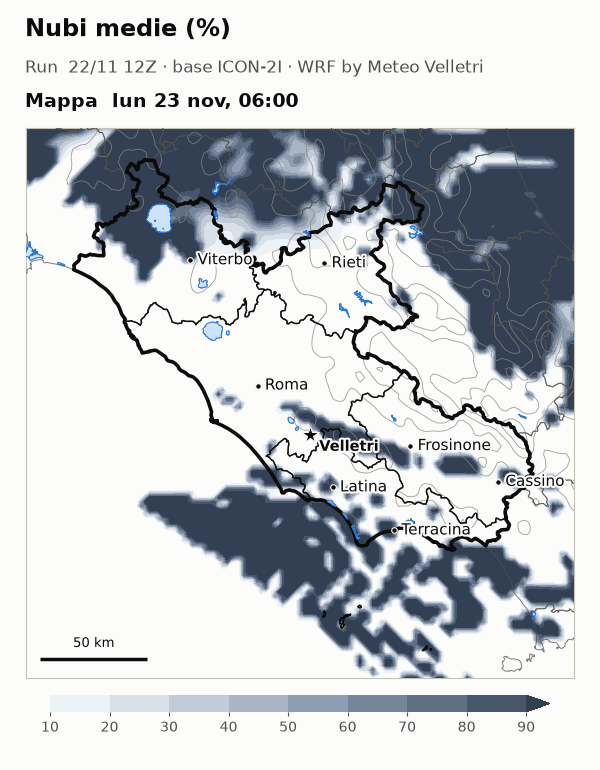 Nubi medie (%)
Run  22/11 12Z · base ICON-2I · WRF by Meteo Velletri
Mappa  lun 23 nov, 06:00
Viterbo
Rieti
Roma
Velletri
Frosinone
Cassino
Latina
Terracina
50 km
10 20 30 40 50 60 70 80 90